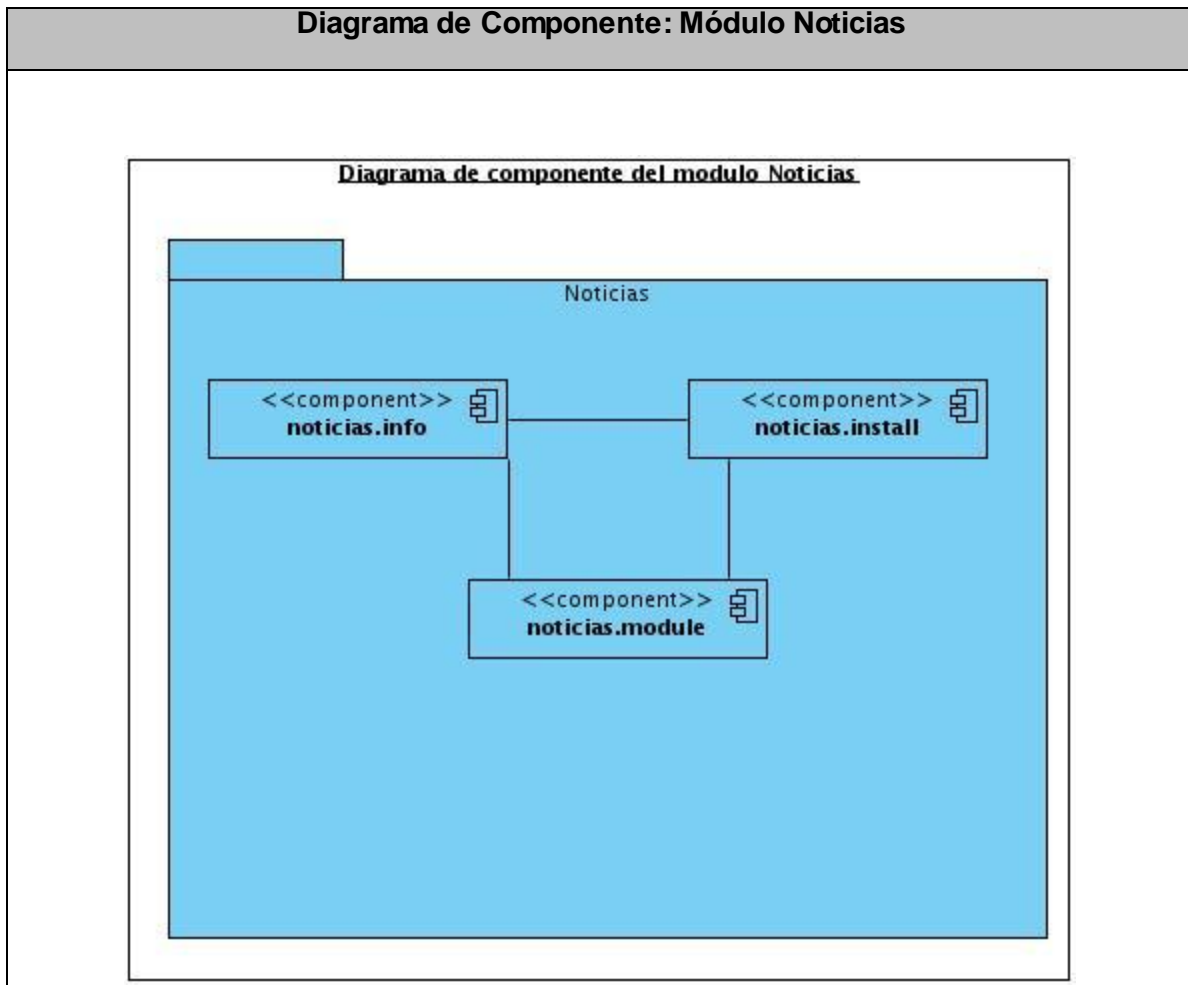 Diagrama de Componente: Módulo Noticias
Diagrama de componente del modulo Noticias
Noticias
<<component>>
noticias.info
<<component>>
noticias.install
<<component>>
noticias.module